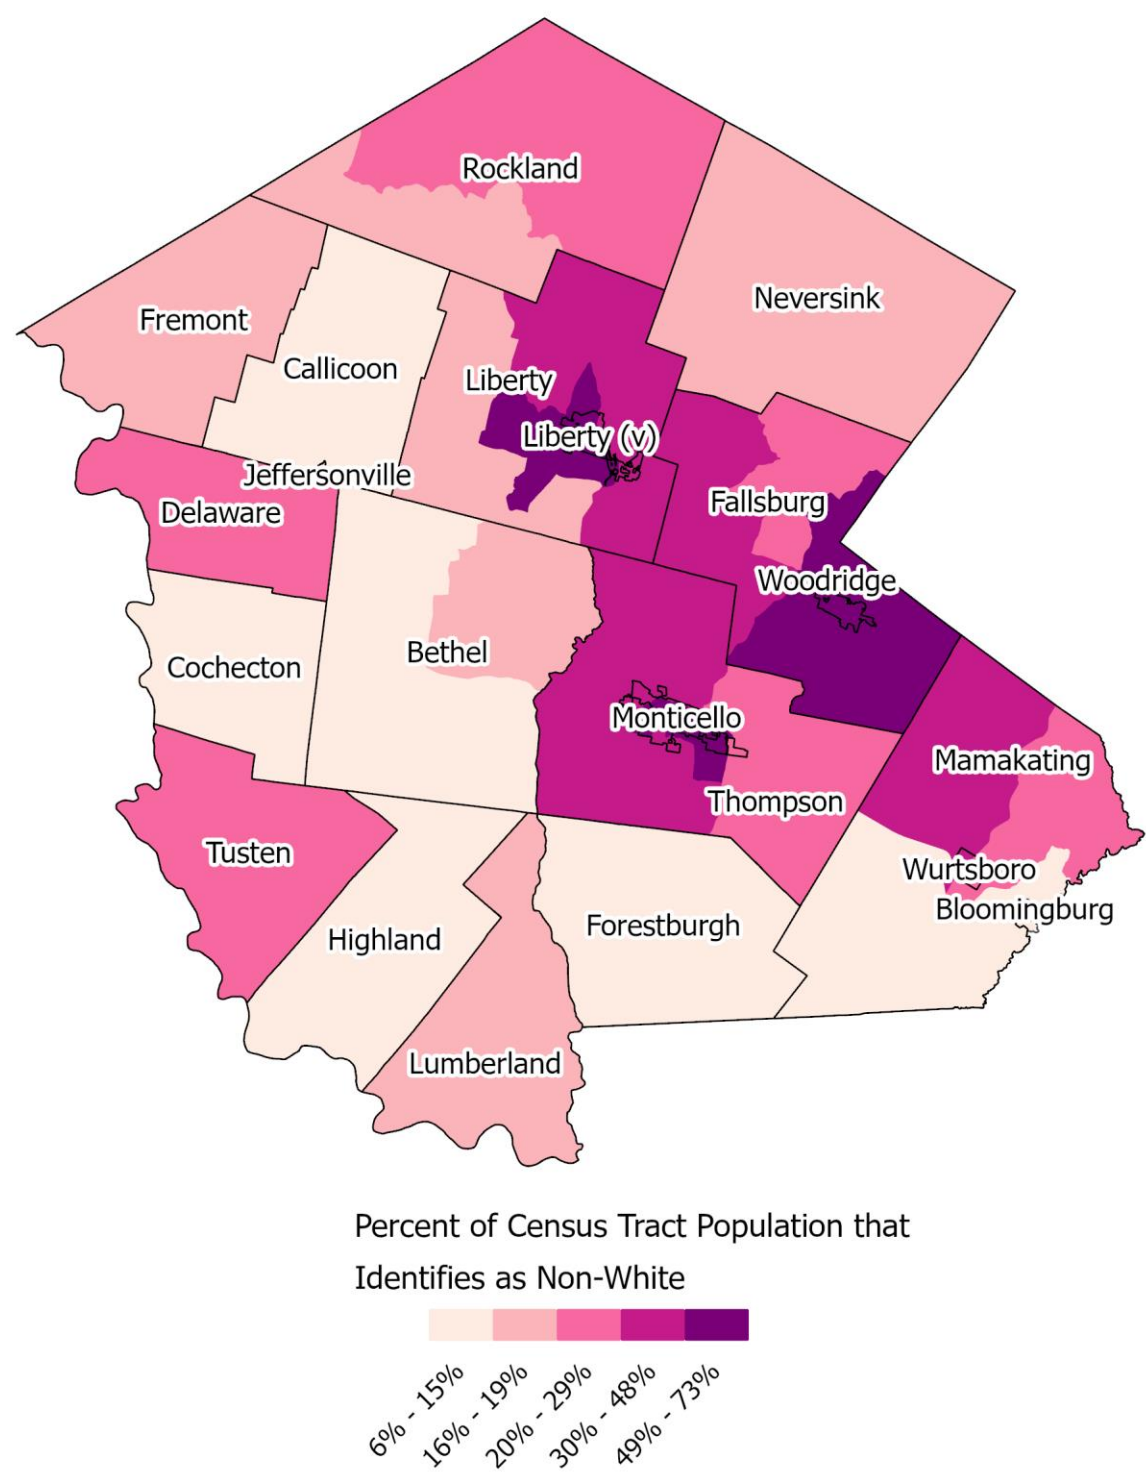 Rockland
Neversink
Fremont
Callicoon
Liberty
Liberty (v)
Jeffersonville
Delaware
Fallsburg
Woodridge
Bethel
Cochecton
Monticello
Mamakating
Thompson
Tusten
Wurtsboro
Bloomingburg
Forestburgh
Highland
Lumberland
Percent of Census Tract Population that
Identifies as Non-White
6% - 15%
16% - 19%
20% - 29%
30% - 48%
49% - 73%